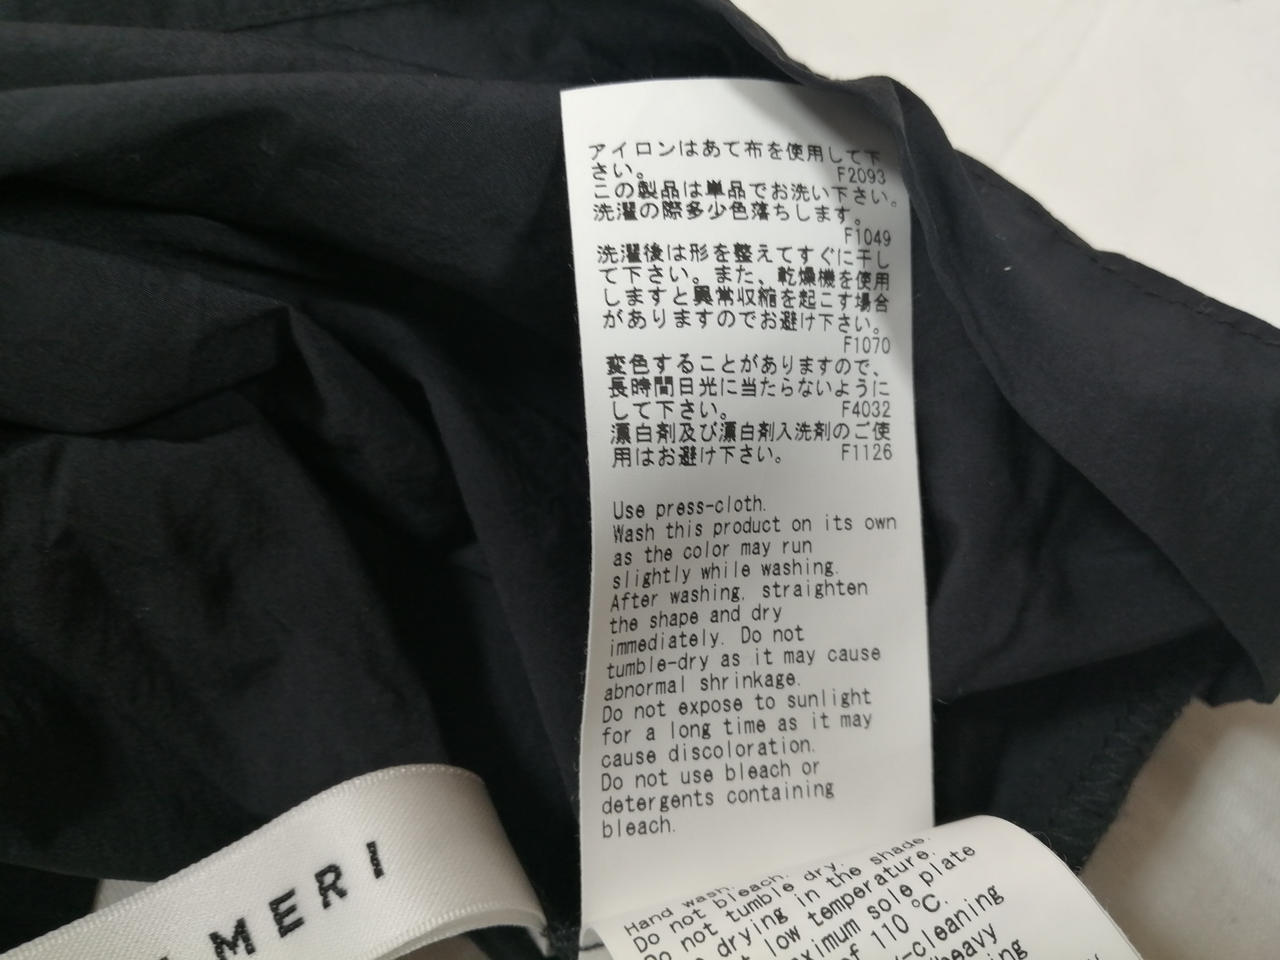 アイロンはあて布を使用して下
さい。 F2093
この製品は単品でお洗い下さい。
洗濯の際多少色落ちします。
F1049
洗濯後は形を整えてすぐに干し
て下さい。また、乾燥機を使用
しますと異常収縮を起こす場合
がありますのでお避け下さい。
F1070
変色することがありますので、
長時間日光に当たらないように
して下さい。 F4032
漂白剤及び漂白剤入洗剤のご使
用はお避け下さい。 F1126
Use press-cloth.
Wash this product on its own
as the color may run
slightly while washing.
After washing, straighten
the shape and dry
immediately. Do not
tumble-dry as it may cause
abnormal shrinkage.
Do not expose to sunlight
for a long time as it may
cause discoloration.
Do not use bleach or
detergents containing
bleach.
Hand wash.
Do not bleach.
Do not tumble dry.
drying in the shade.
low temperature.
sole plate
of 110 ℃.
-cleaning
heavy
MERI